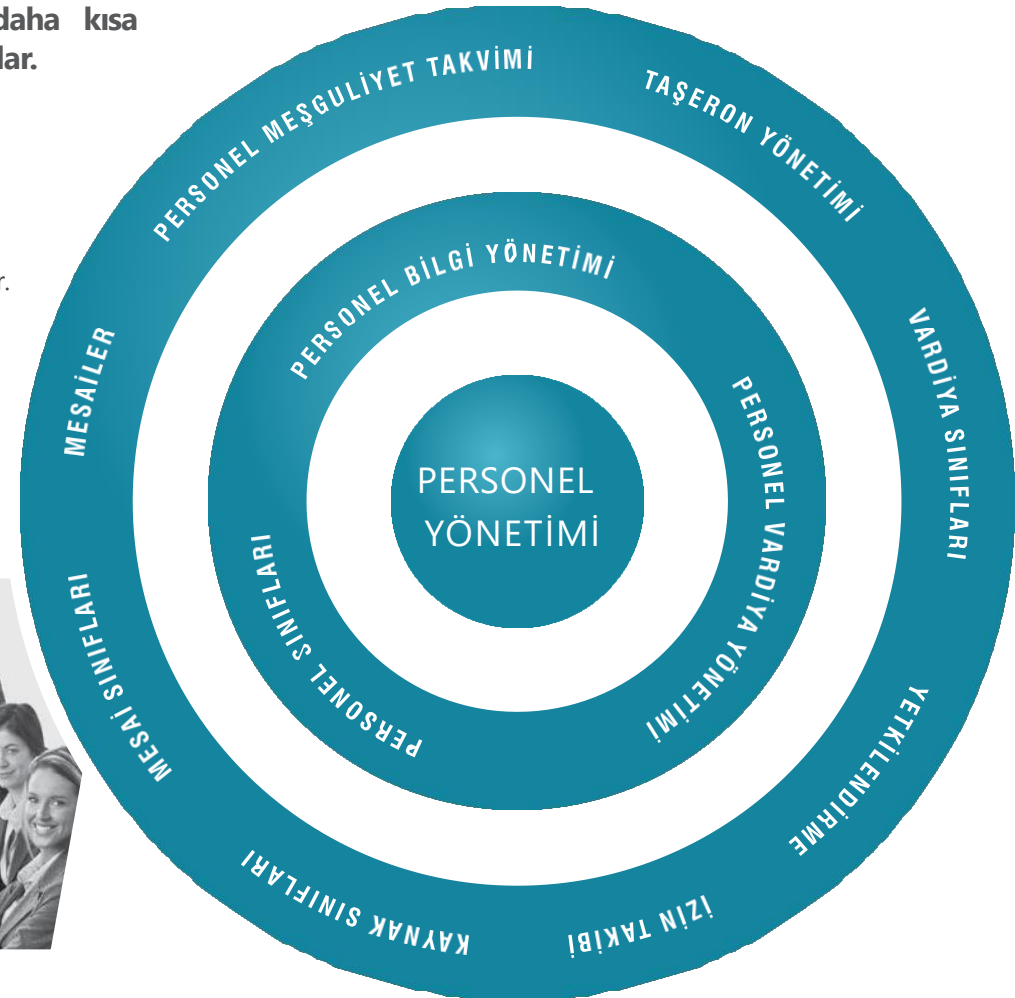 daha kısa
lar.
r.
PERSONEL MEŞGULİYET TAKVİMİ
TAŞERON YÖNETİMİ
VARDİYA SINIFLARI
YETKİLENDİRME
İZİN TAKİBİ
KAYNAK SINIFLARI
MESAİ SINIFLARI
MESAİLER
PERSONEL BİLGİ YÖNETİMİ
PERSONEL VARDİYA YÖNETİMİ
PERSONEL SINIFLARI
PERSONEL
YÖNETİMİ